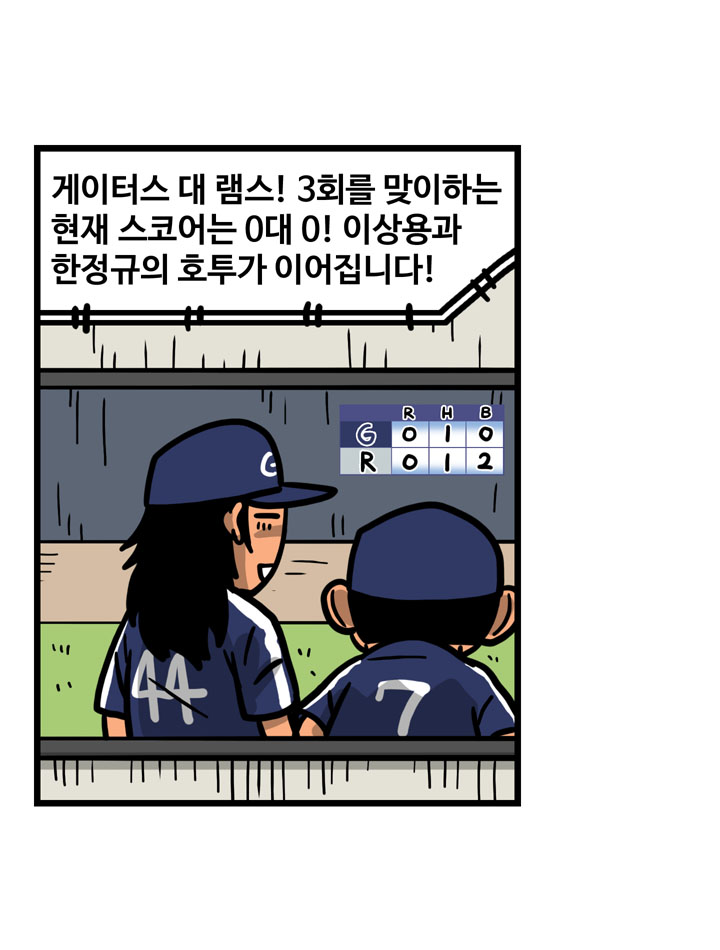 게이터스 대 램스! 3회를 맞이하는
현재 스코어는 0대 0! 이상용과
한정규의 호투가 이어집니다!
R H B
G 0 1 0
R 0 1 2
G
44
7